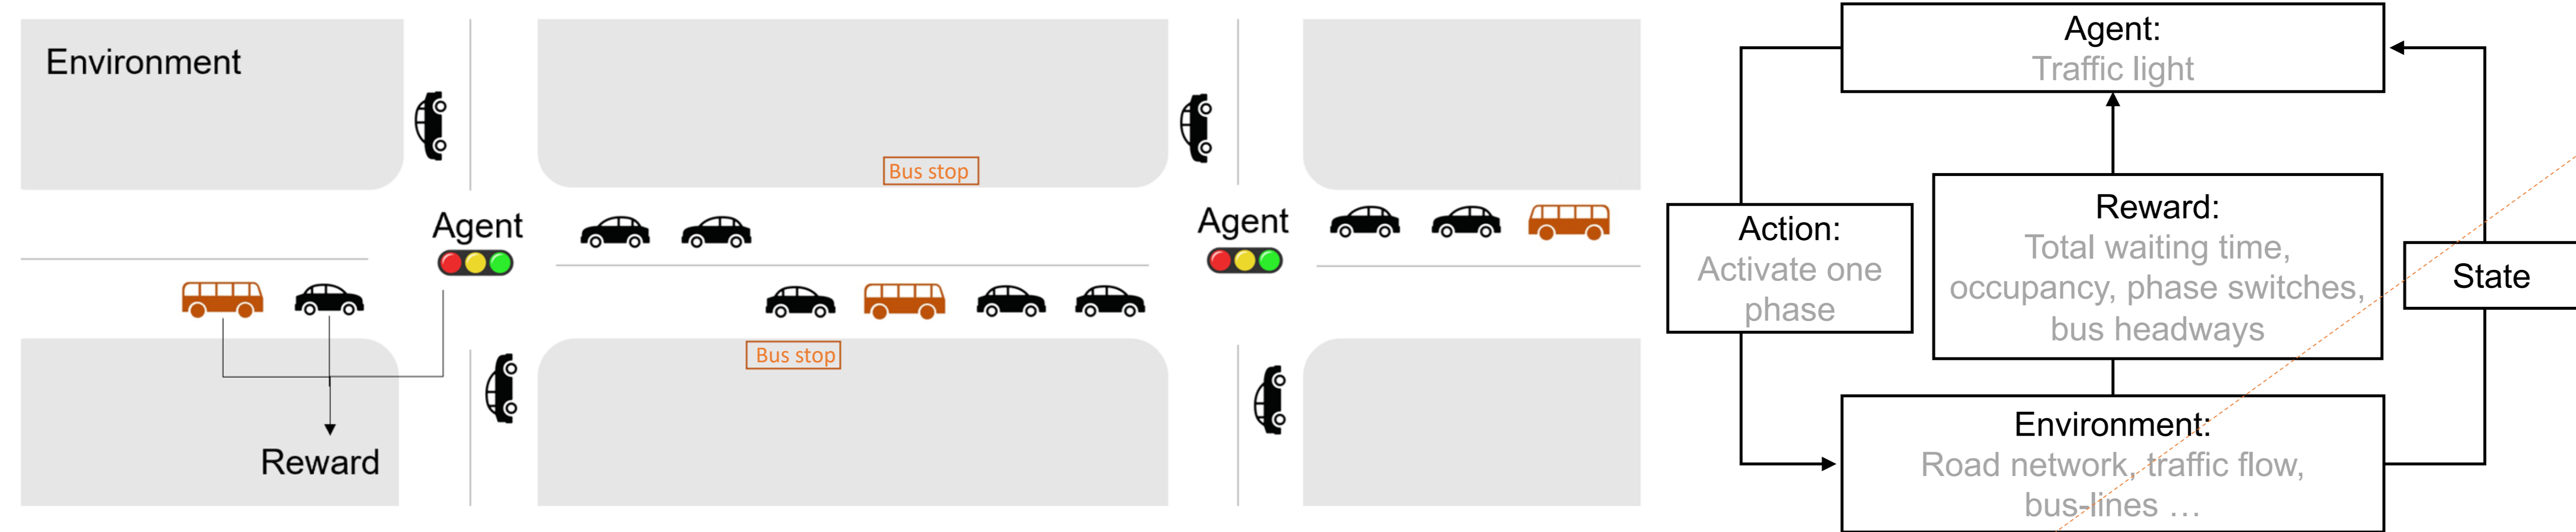 Environment
Bus stop
Agent
Agent
Bus stop
Reward
Agent:
Traffic light
Action:
Activate one
phase
Reward:
Total waiting time,
occupancy, phase switches,
bus headways
State
Environment:
Road network, traffic flow,
bus-lines …